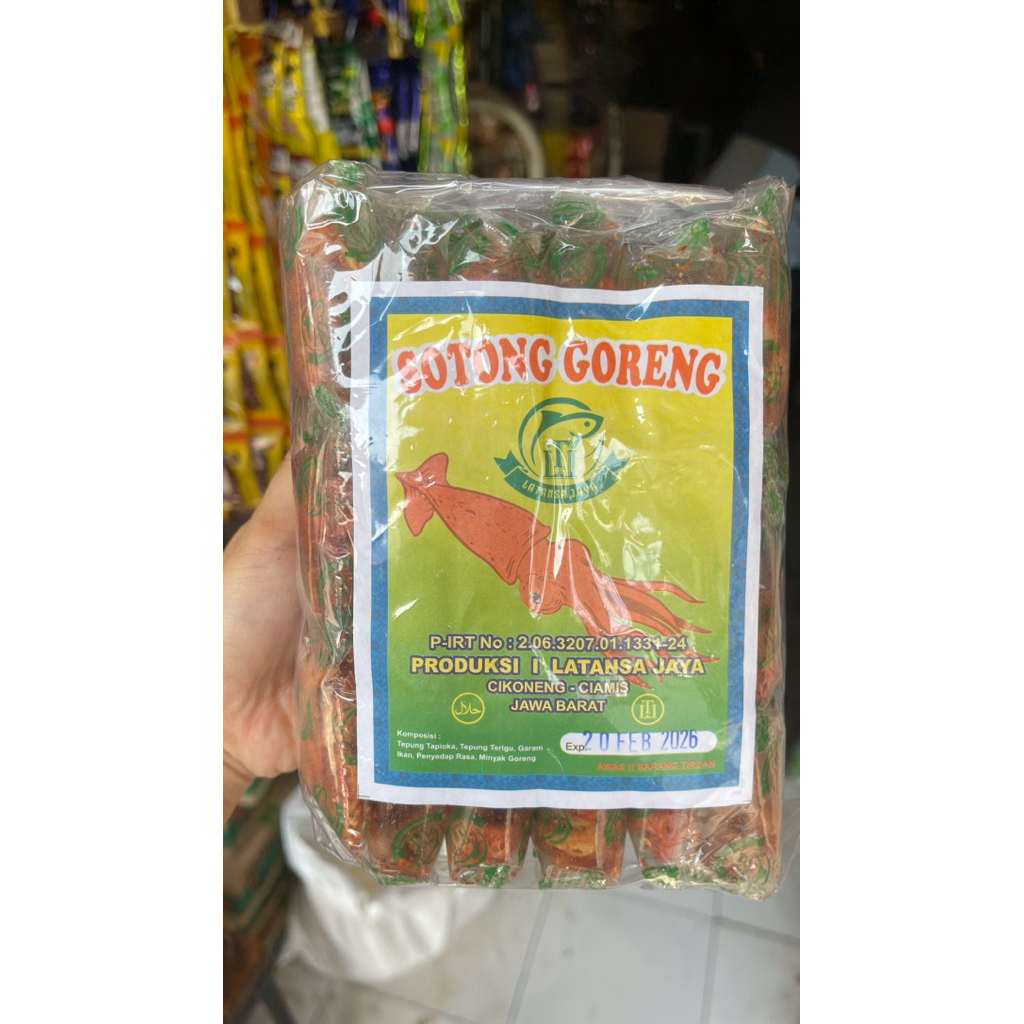 SOTONG GORENG
LATANSA JAYA
P-IRT No : 2.06.3207.01.1331-24
PRODUKSI I LATANSA JAYA
CIKONENG - CIAMIS
JAWA BARAT
حلال
Komposisi :
Tepung Tapioka, Tepung Terigu, Garam
Ikan, Penyedap Rasa, Minyak Goreng
Exp. 20 FEB 2026
AWAS !! BARANG TIRUAN